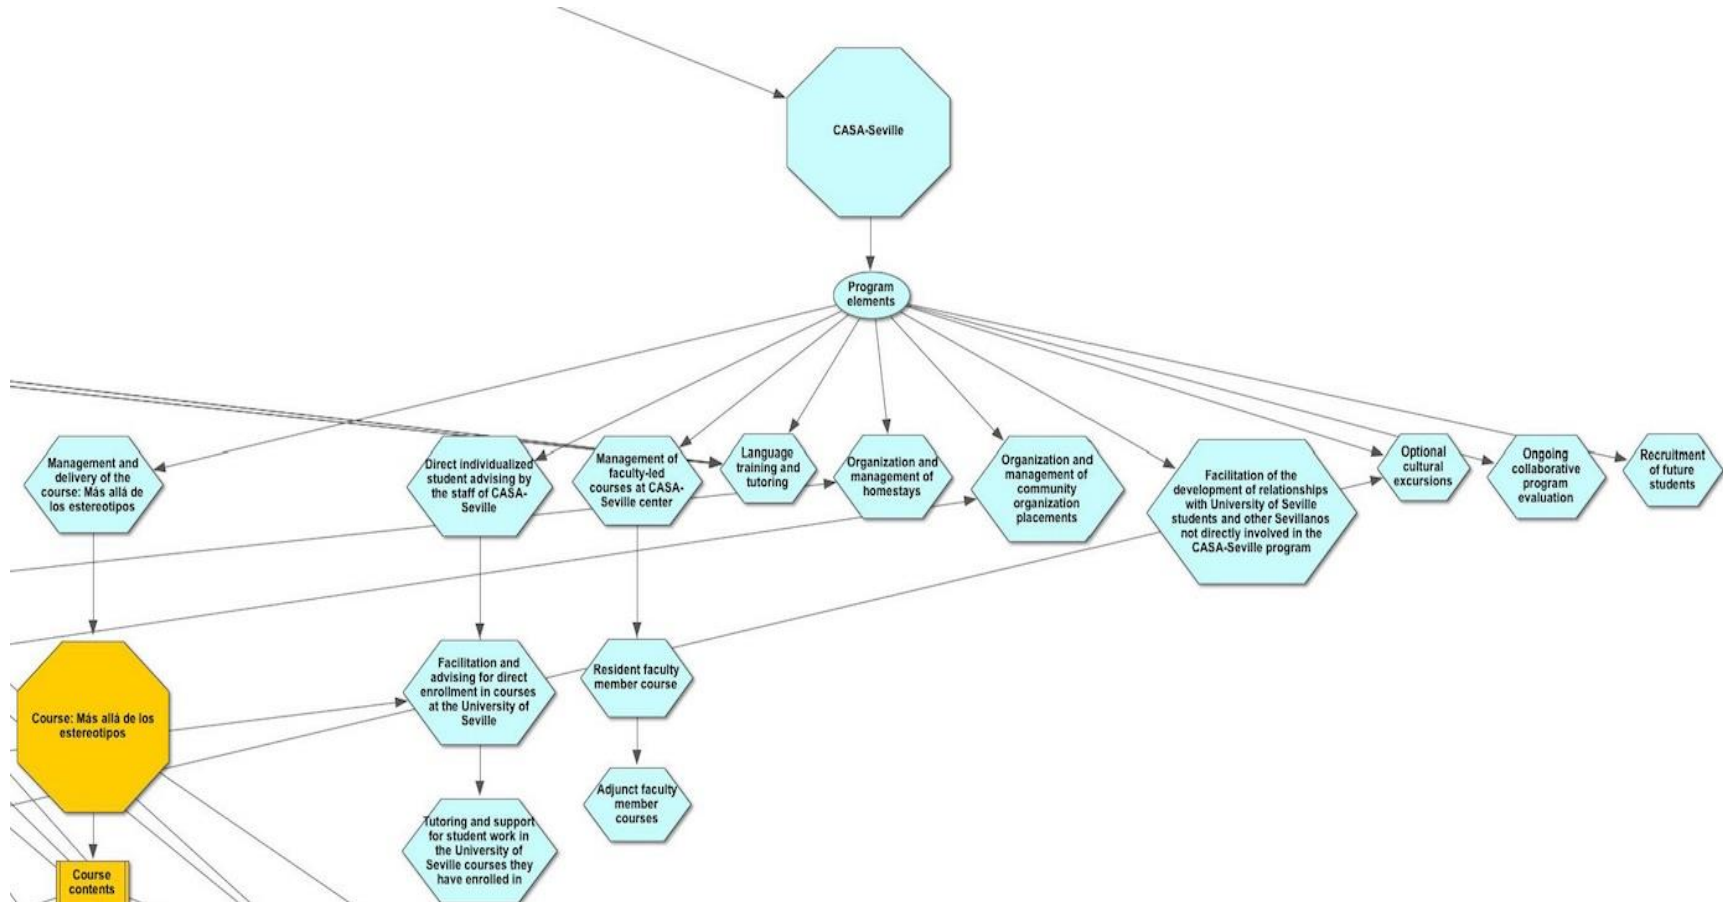 CASA-Seville
Program
elements
Management and
delivery of the
course: Más allá de
los estereotipos
Direct individualized
student advising by
the staff of CASA-
Seville
Management of
faculty-led
courses at CASA-
Seville center
Language
training and
tutoring
Organization and
management of
homestays
Organization and
management of
community
organization
placements
Facilitation of the
development of relationships
with University of Seville
students and other Sevillanos
not directly involved in the
CASA-Seville program
Optional
cultural
excursions
Ongoing
collaborative
program
evaluation
Recruitment
of future
students
Course: Más allá de los
estereotipos
Facilitation and
advising for direct
enrollment in courses
at the University of
Seville
Resident faculty
member course
Adjunct faculty
member
courses
Tutoring and support
for student work in
the University of
Seville courses they
have enrolled in
Course
contents